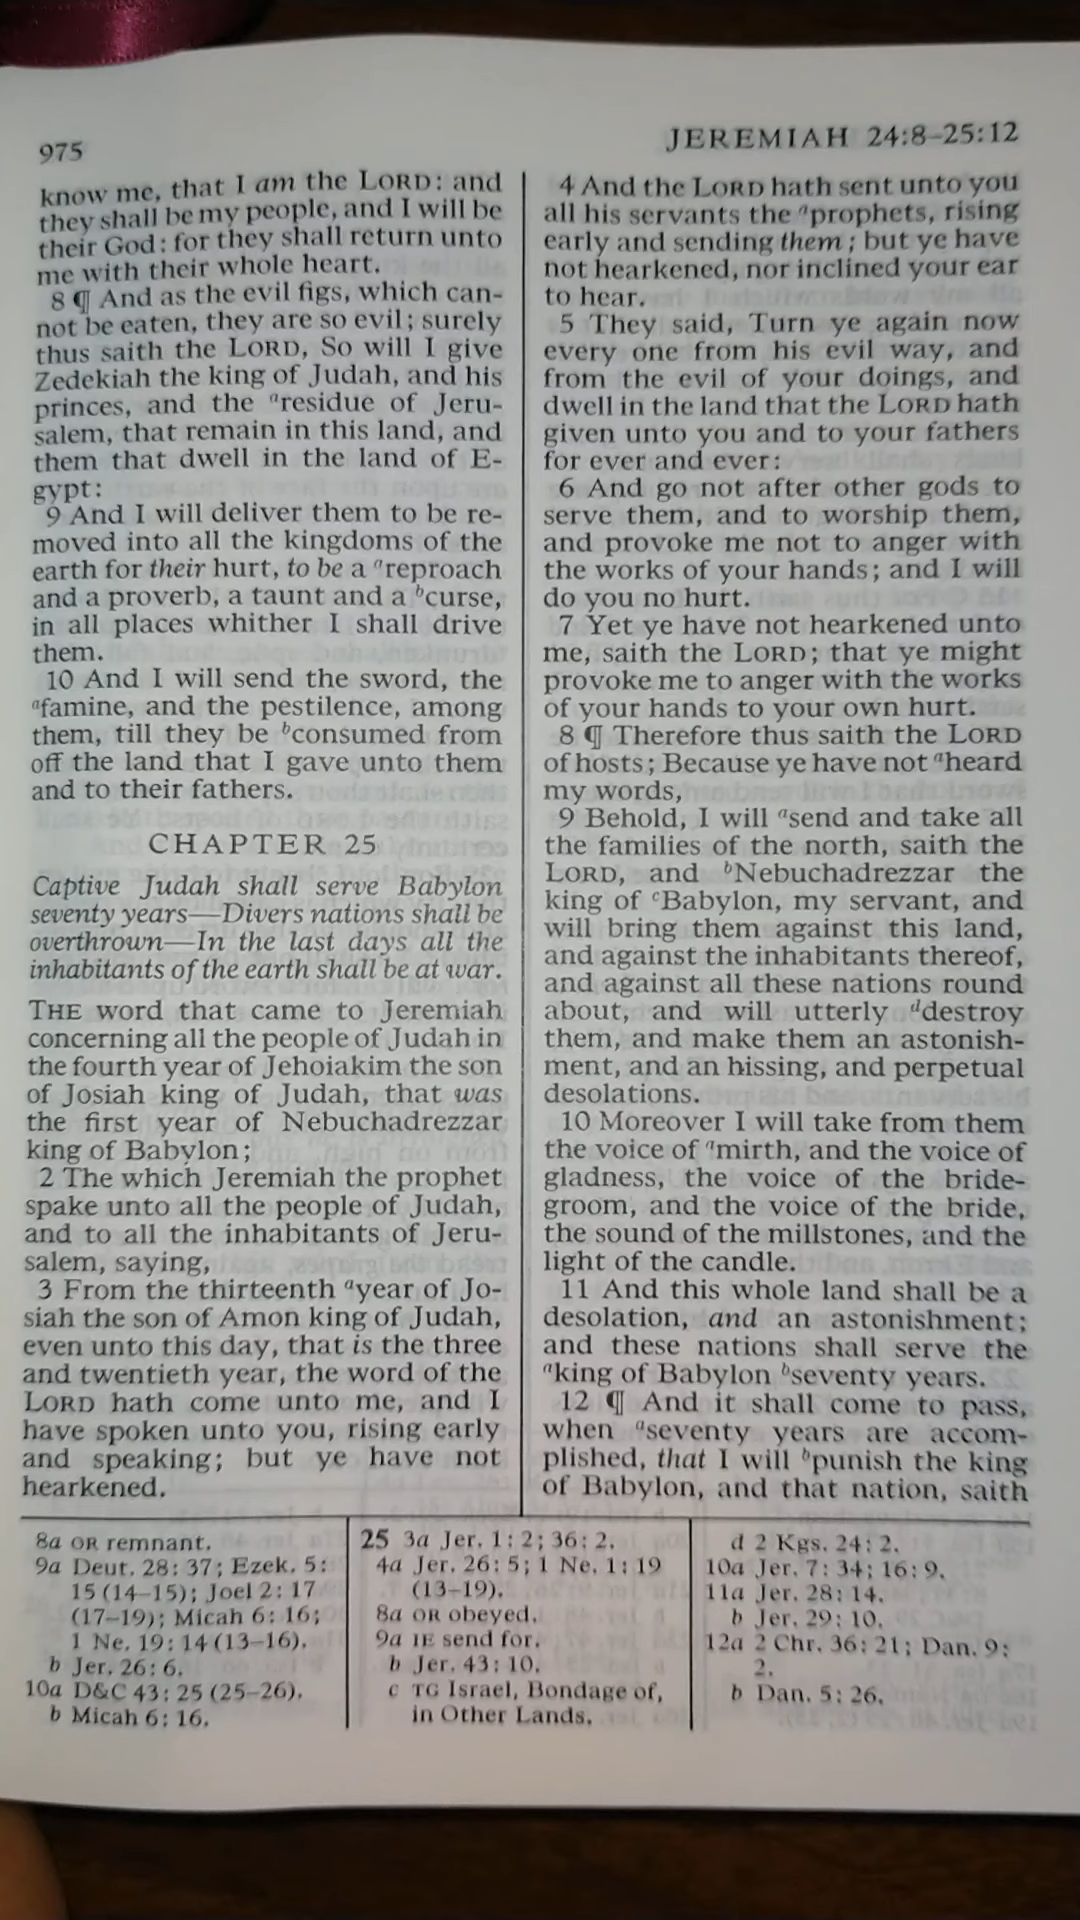 975
JEREMIAH 24:8–25:12
know me, that I am the LORD: and
they shall be my people, and I will be
their God: for they shall return unto
me with their whole heart.
8 ¶ And as the evil figs, which can-
not be eaten, they are so evil; surely
thus saith the LORD, So will I give
Zedekiah the king of Judah, and his
princes, and the ᵃresidue of Jeru-
salem, that remain in this land, and
them that dwell in the land of E-
gypt:
9 And I will deliver them to be re-
moved into all the kingdoms of the
earth for their hurt, to be a ᵃreproach
and a proverb, a taunt and a ᵇcurse,
in all places whither I shall drive
them.
10 And I will send the sword, the
ᵃfamine, and the pestilence, among
them, till they be ᵇconsumed from
off the land that I gave unto them
and to their fathers.
CHAPTER 25
Captive Judah shall serve Babylon
seventy years—Divers nations shall be
overthrown—In the last days all the
inhabitants of the earth shall be at war.
THE word that came to Jeremiah
concerning all the people of Judah in
the fourth year of Jehoiakim the son
of Josiah king of Judah, that was
the first year of Nebuchadrezzar
king of Babylon;
2 The which Jeremiah the prophet
spake unto all the people of Judah,
and to all the inhabitants of Jeru-
salem, saying,
3 From the thirteenth ᵃyear of Jo-
siah the son of Amon king of Judah,
even unto this day, that is the three
and twentieth year, the word of the
LORD hath come unto me, and I
have spoken unto you, rising early
and speaking; but ye have not
hearkened.
4 And the LORD hath sent unto you
all his servants the ᵃprophets, rising
early and sending them; but ye have
not hearkened, nor inclined your ear
to hear.
5 They said, Turn ye again now
every one from his evil way, and
from the evil of your doings, and
dwell in the land that the LORD hath
given unto you and to your fathers
for ever and ever:
6 And go not after other gods to
serve them, and to worship them,
and provoke me not to anger with
the works of your hands; and I will
do you no hurt.
7 Yet ye have not hearkened unto
me, saith the LORD; that ye might
provoke me to anger with the works
of your hands to your own hurt.
8 ¶ Therefore thus saith the LORD
of hosts; Because ye have not ᵃheard
my words,
9 Behold, I will ᵃsend and take all
the families of the north, saith the
LORD, and ᵇNebuchadrezzar the
king of ᶜBabylon, my servant, and
will bring them against this land,
and against the inhabitants thereof,
and against all these nations round
about, and will utterly ᵈdestroy
them, and make them an astonish-
ment, and an hissing, and perpetual
desolations.
10 Moreover I will take from them
the voice of ᵃmirth, and the voice of
gladness, the voice of the bride-
groom, and the voice of the bride,
the sound of the millstones, and the
light of the candle.
11 And this whole land shall be a
desolation, and an astonishment;
and these nations shall serve the
ᵃking of Babylon ᵇseventy years.
12 ¶ And it shall come to pass,
when ᵃseventy years are accom-
plished, that I will ᵇpunish the king
of Babylon, and that nation, saith
8a OR remnant.
9a Deut. 28: 37; Ezek. 5:
15 (14–15); Joel 2: 17
(17–19); Micah 6: 16;
1 Ne. 19: 14 (13–16).
b Jer. 26: 6.
10a D&C 43: 25 (25–26).
b Micah 6: 16.
25 3a Jer. 1: 2; 36: 2.
4a Jer. 26: 5; 1 Ne. 1: 19
(13–19).
8a OR obeyed.
9a IE send for.
b Jer. 43: 10.
c TG Israel, Bondage of,
in Other Lands.
d 2 Kgs. 24: 2.
10a Jer. 7: 34; 16: 9.
11a Jer. 28: 14.
b Jer. 29: 10.
12a 2 Chr. 36: 21; Dan. 9:
2.
b Dan. 5: 26.